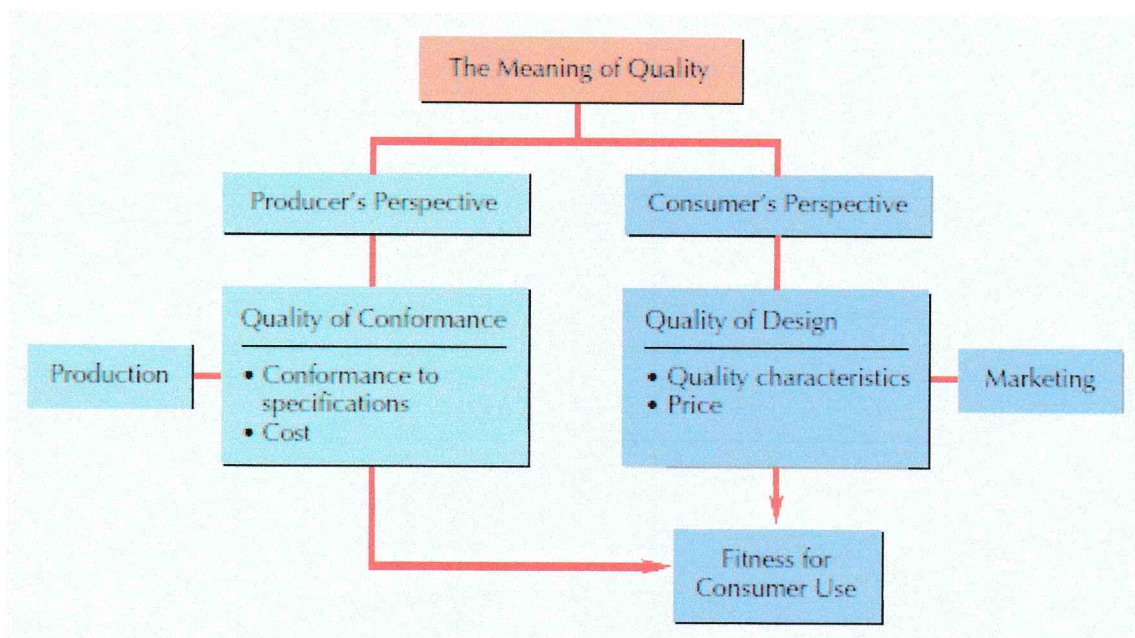 The Meaning of Quality
Producer's Perspective
Consumer's Perspective
Quality of Conformance
• Conformance to
specifications
• Cost
Production
Quality of Design
• Quality characteristics
• Price
Marketing
Fitness for
Consumer Use